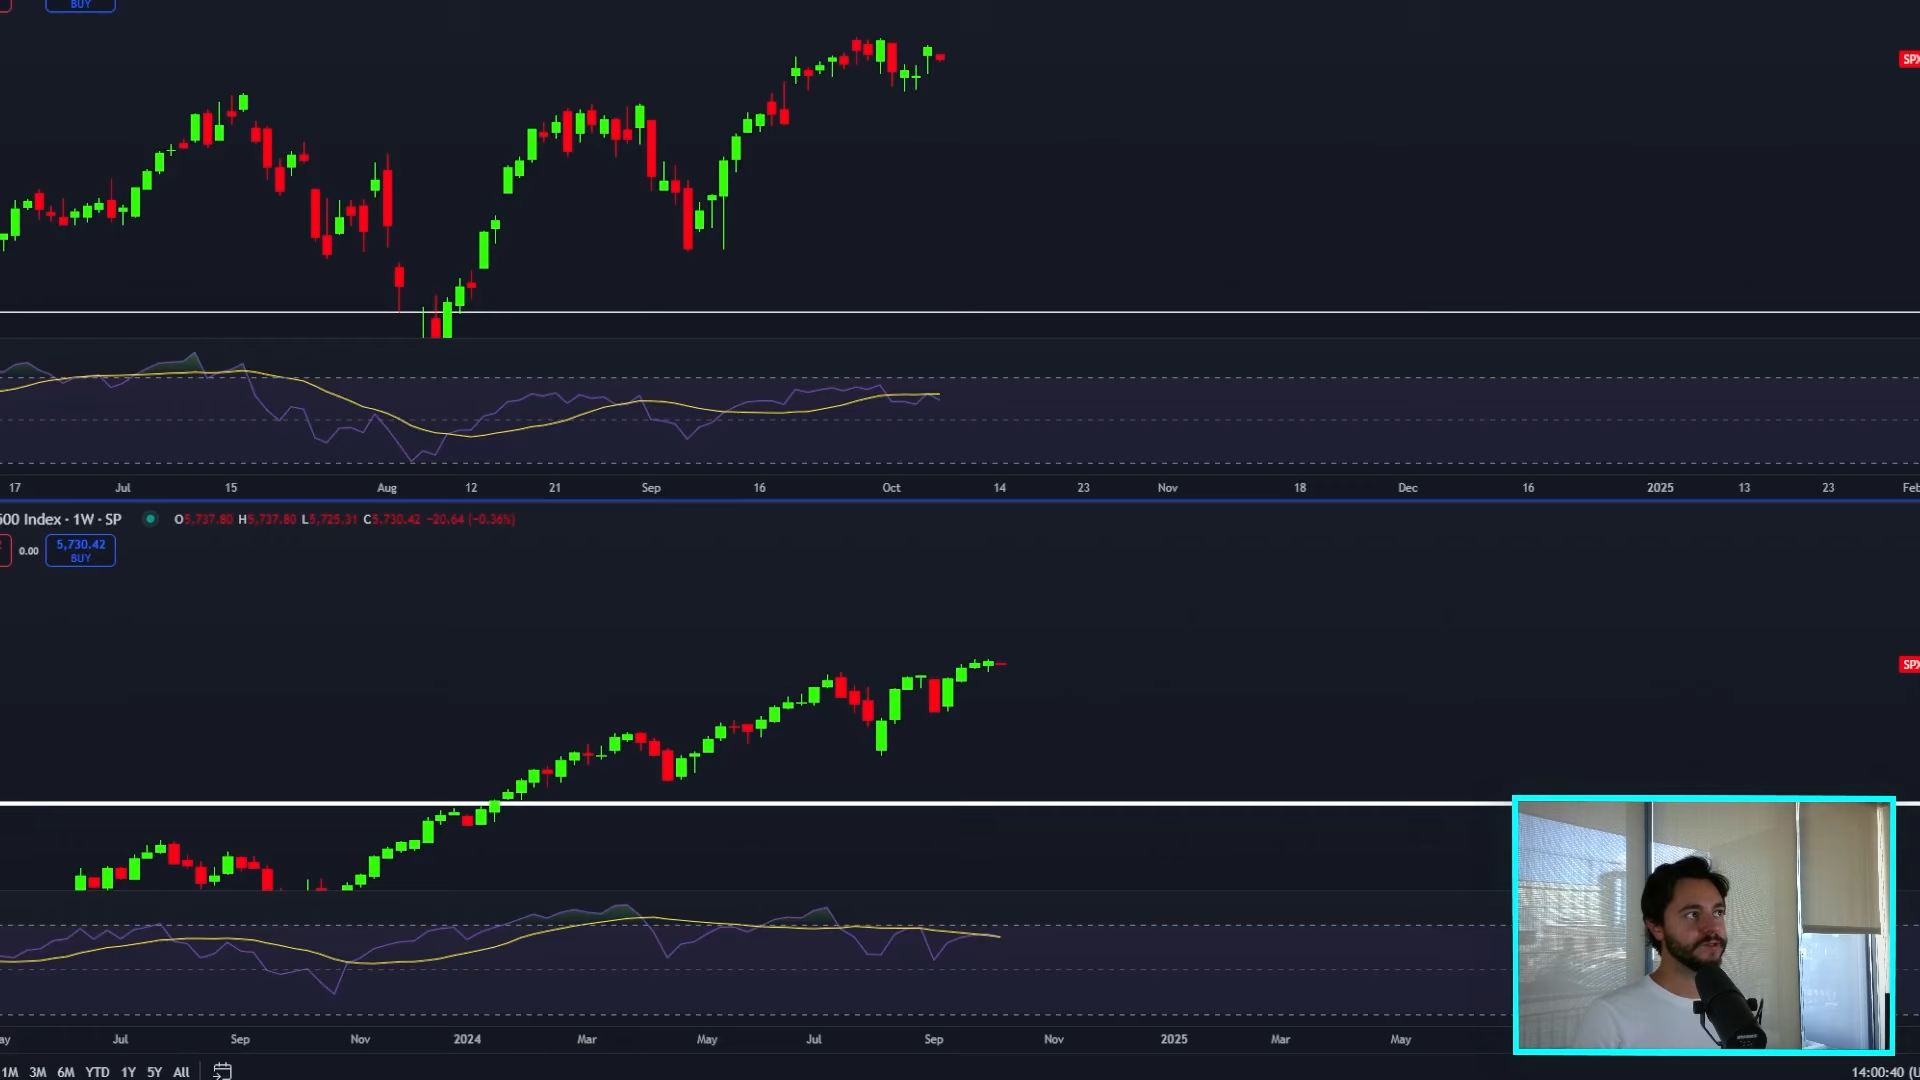 BUY
SPX
17 Jul 15 Aug 12 21 Sep 16 Oct 14 23 Nov 18 Dec 16 2025 13 23 Feb
500 Index · 1W · SP O5,737.80 H5,737.80 L5,725.31 C5,730.42 −20.64 (−0.36%)
0.00 5,730.42
BUY
SPX
ay Jul Sep Nov 2024 Mar May Jul Sep Nov 2025 Mar May
1M 3M 6M YTD 1Y 5Y All 14:00:40 (U